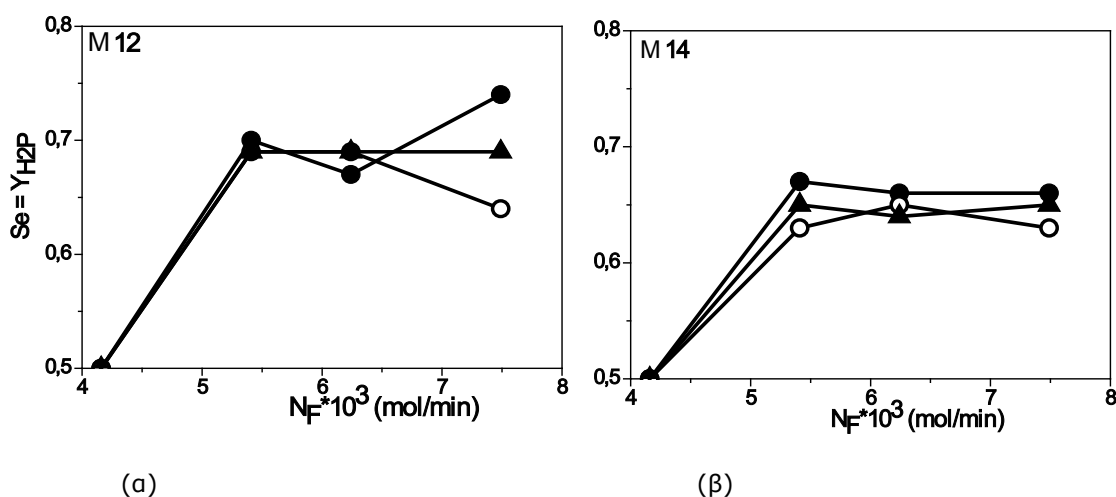 M 12
Se = Y_H2P
0,8
0,7
0,6
0,5
4 5 6 7 8
N_F*10^3 (mol/min)
(α)
M 14
0,8
0,7
0,6
0,5
4 5 6 7 8
N_F*10^3 (mol/min)
(β)